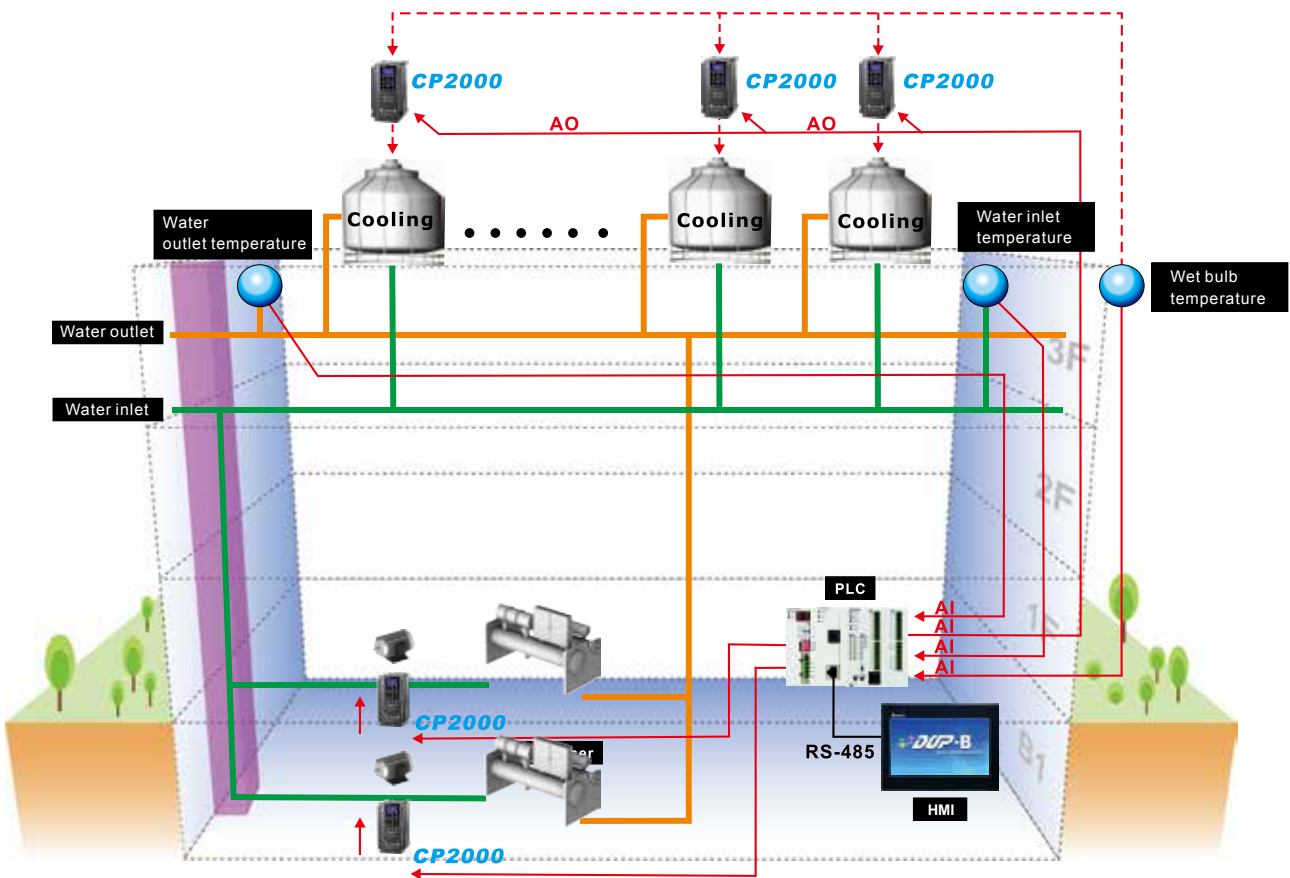 CP2000
CP2000
CP2000
AO
AO
Cooling
Cooling
Cooling
Water
outlet temperature
Water inlet
temperature
Wet bulb
temperature
Water outlet
Water inlet
3F
2F
1F
B1
PLC
AI
AI
AI
AI
CP2000
CP2000
RS-485
DOP-B
HMI